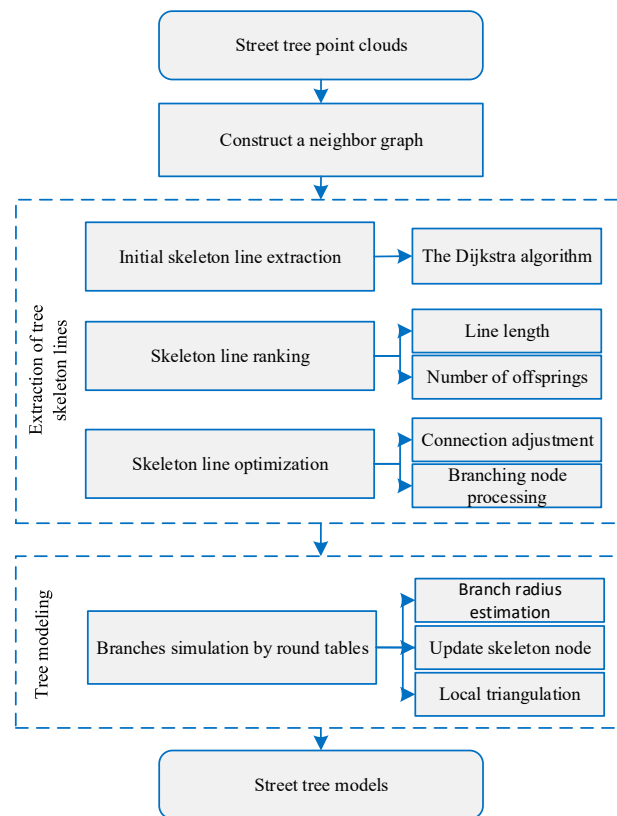 Street tree point clouds
Construct a neighbor graph
Extraction of tree
skeleton lines
Initial skeleton line extraction
The Dijkstra algorithm
Skeleton line ranking
Line length
Number of offsprings
Skeleton line optimization
Connection adjustment
Branching node
processing
Tree modeling
Branches simulation by round tables
Branch radius
estimation
Update skeleton node
Local triangulation
Street tree models